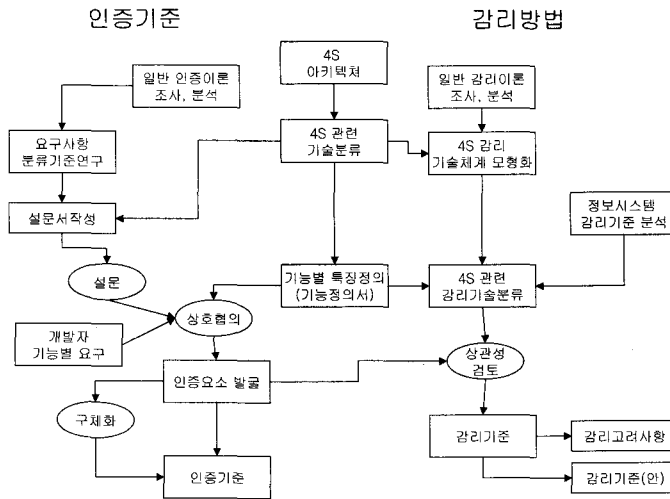 인증기준
감리방법
4S
아키텍쳐
일반 인증이론
조사, 분석
일반 감리이론
조사, 분석
요구사항
분류기준연구
4S 관련
기술분류
4S 감리
기술체계 모형화
설문서작성
정보시스템
감리기준 분석
설문
기능별 특징정의
(기능정의서)
4S 관련
감리기술분류
상호협의
개발자
기능별 요구
상관성
검토
인증요소 발굴
구체화
감리기준
감리고려사항
인증기준
감리기준(안)